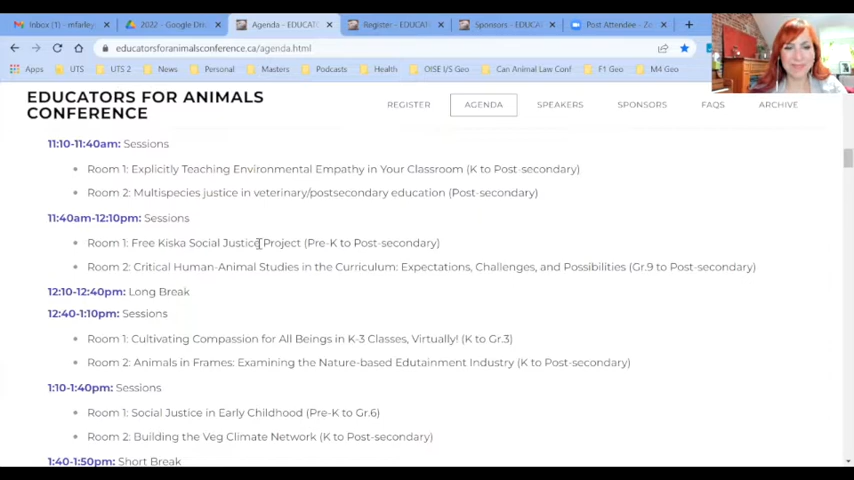 Inbox (1) - mfarley
2022 - Google Dri
Agenda - EDUCATO
Register - EDUCATI
Sponsors - EDUCA
Post Attendee - Zo
educatorsforanimalsconference.ca/agenda.html
Apps UTS UTS 2 News Personal Masters Podcasts Health OISE I/S Geo Can Animal Law Conf F1 Geo M4 Geo
EDUCATORS FOR ANIMALS
CONFERENCE
REGISTER AGENDA SPEAKERS SPONSORS FAQS ARCHIVE
11:10-11:40am: Sessions
Room 1: Explicitly Teaching Environmental Empathy in Your Classroom (K to Post-secondary)
Room 2: Multispecies justice in veterinary/postsecondary education (Post-secondary)
11:40am-12:10pm: Sessions
Room 1: Free Kiska Social Justice Project (Pre-K to Post-secondary)
Room 2: Critical Human-Animal Studies in the Curriculum: Expectations, Challenges, and Possibilities (Gr.9 to Post-secondary)
12:10-12:40pm: Long Break
12:40-1:10pm: Sessions
Room 1: Cultivating Compassion for All Beings in K-3 Classes, Virtually! (K to Gr.3)
Room 2: Animals in Frames: Examining the Nature-based Edutainment Industry (K to Post-secondary)
1:10-1:40pm: Sessions
Room 1: Social Justice in Early Childhood (Pre-K to Gr.6)
Room 2: Building the Veg Climate Network (K to Post-secondary)
1:40-1:50pm: Short Break